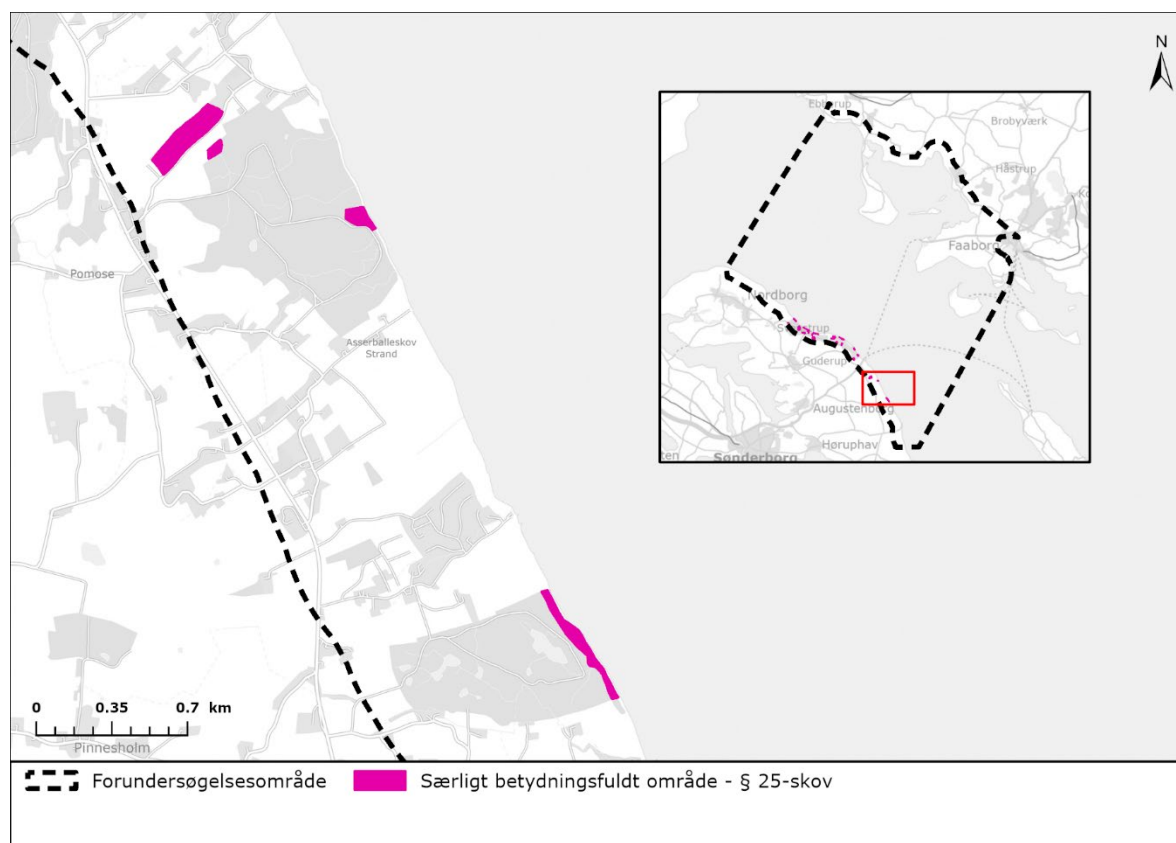 N
Ebberup
Brobyværk
Håstrup
Faaborg
Nordborg
Guderup
Augustenborg
Høruphav
Sønderborg
Pomose
Asserballeskov
Strand
0 0.35 0.7 km
Pinnesholm
Forundersøgelsesområde
Særligt betydningsfuldt område - § 25-skov